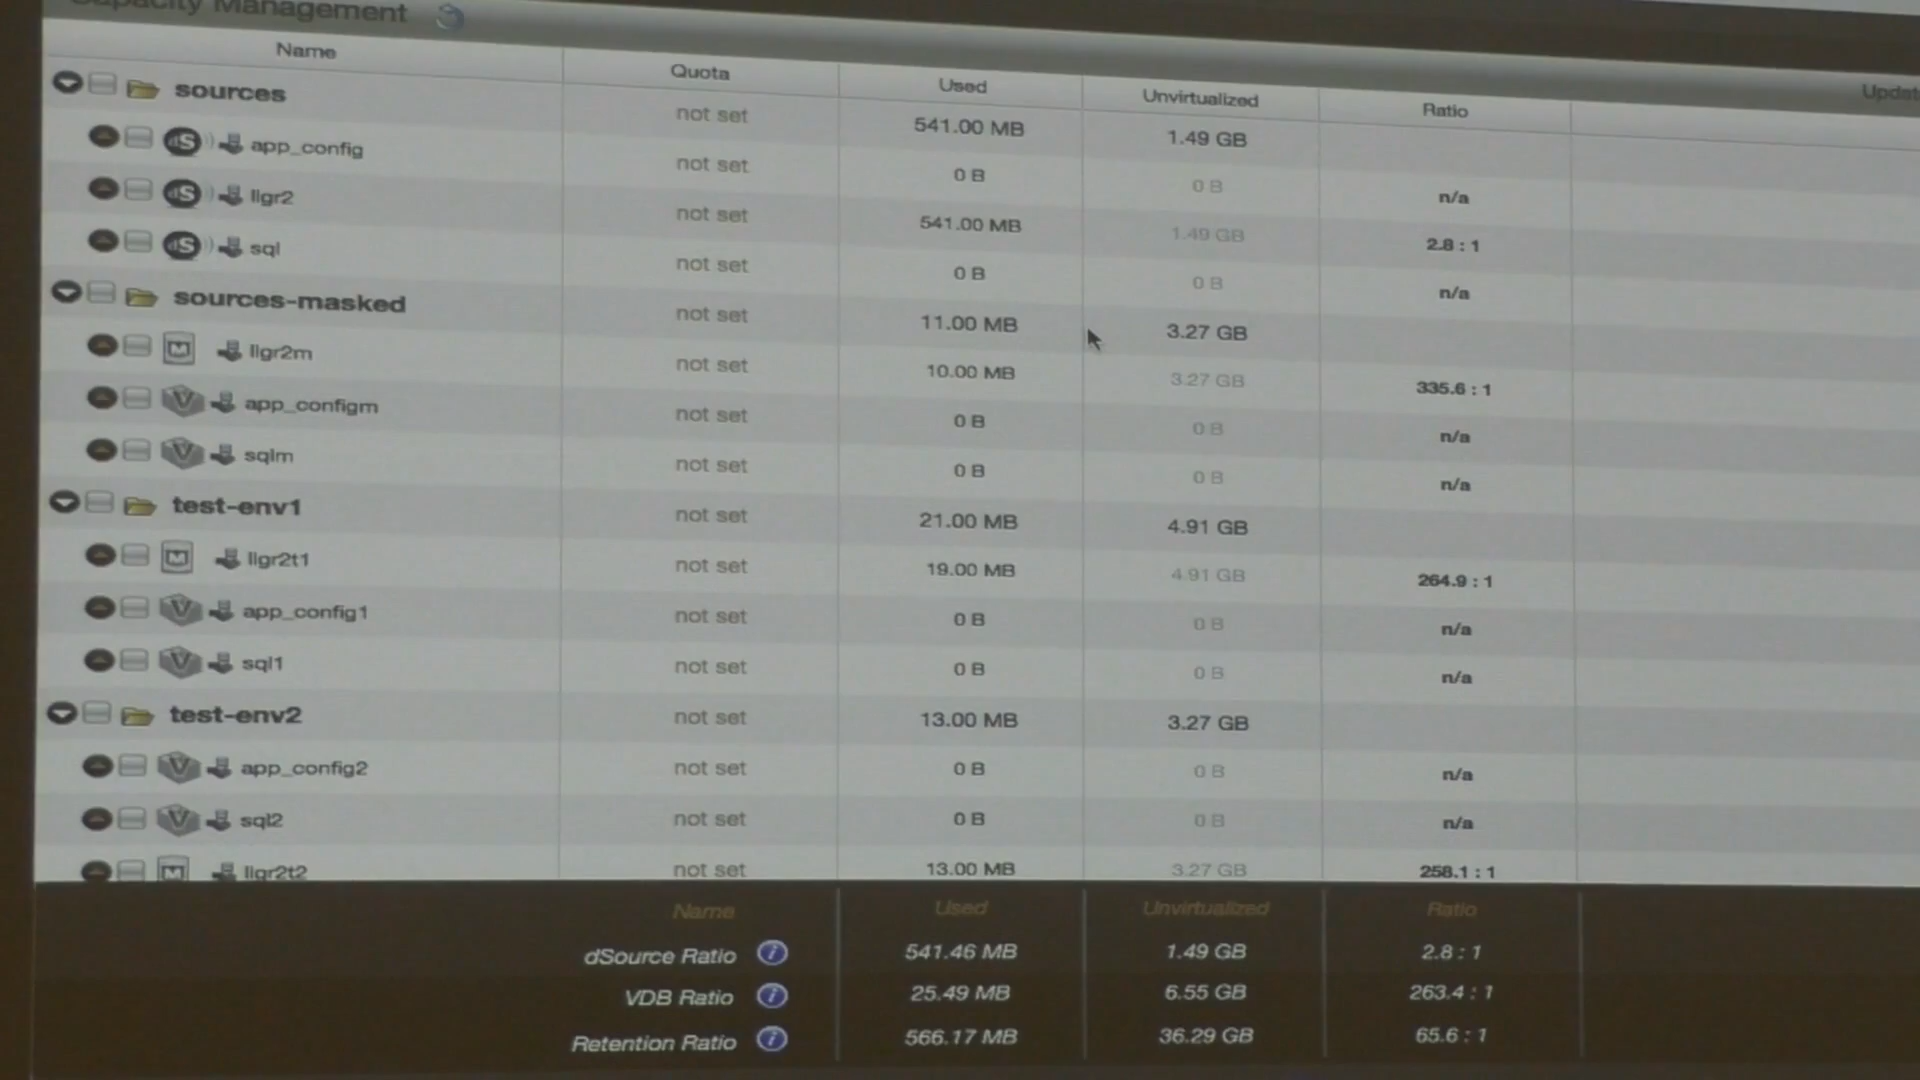 Capacity Management
Name Quota Used Unvirtualized Ratio
sources not set 541.00 MB 1.49 GB
app_config not set 0 B 0 B n/a
llgr2 not set 541.00 MB 1.49 GB 2.8 : 1
sql not set 0 B 0 B n/a
sources-masked not set 11.00 MB 3.27 GB
llgr2m not set 10.00 MB 3.27 GB 335.6 : 1
app_configm not set 0 B 0 B n/a
sqlm not set 0 B 0 B n/a
test-env1 not set 21.00 MB 4.91 GB
llgr2t1 not set 19.00 MB 4.91 GB 264.9 : 1
app_config1 not set 0 B 0 B n/a
sql1 not set 0 B 0 B n/a
test-env2 not set 13.00 MB 3.27 GB
app_config2 not set 0 B 0 B n/a
sql2 not set 0 B 0 B n/a
llgr2t2 not set 13.00 MB 3.27 GB 258.1 : 1
Name Used Unvirtualized Ratio
dSource Ratio 541.46 MB 1.49 GB 2.8 : 1
VDB Ratio 25.49 MB 6.55 GB 263.4 : 1
Retention Ratio 566.17 MB 36.29 GB 65.6 : 1